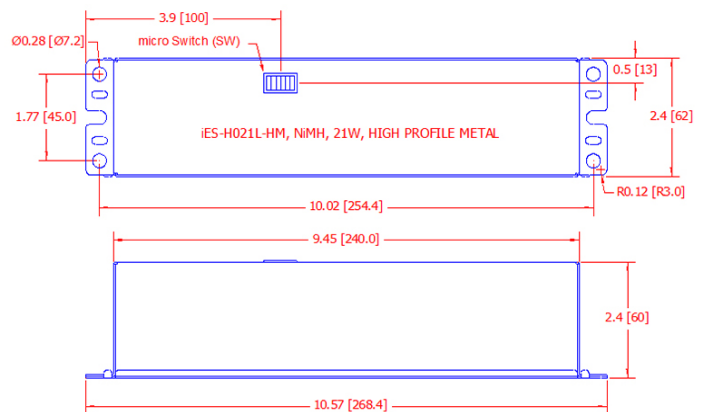 3.9 [100]
Ø0.28 [Ø7.2]
micro Switch (SW)
0.5 [13]
1.77 [45.0]
2.4 [62]
iES-H021L-HM, NiMH, 21W, HIGH PROFILE METAL
R0.12 [R3.0]
10.02 [254.4]
9.45 [240.0]
2.4 [60]
10.57 [268.4]